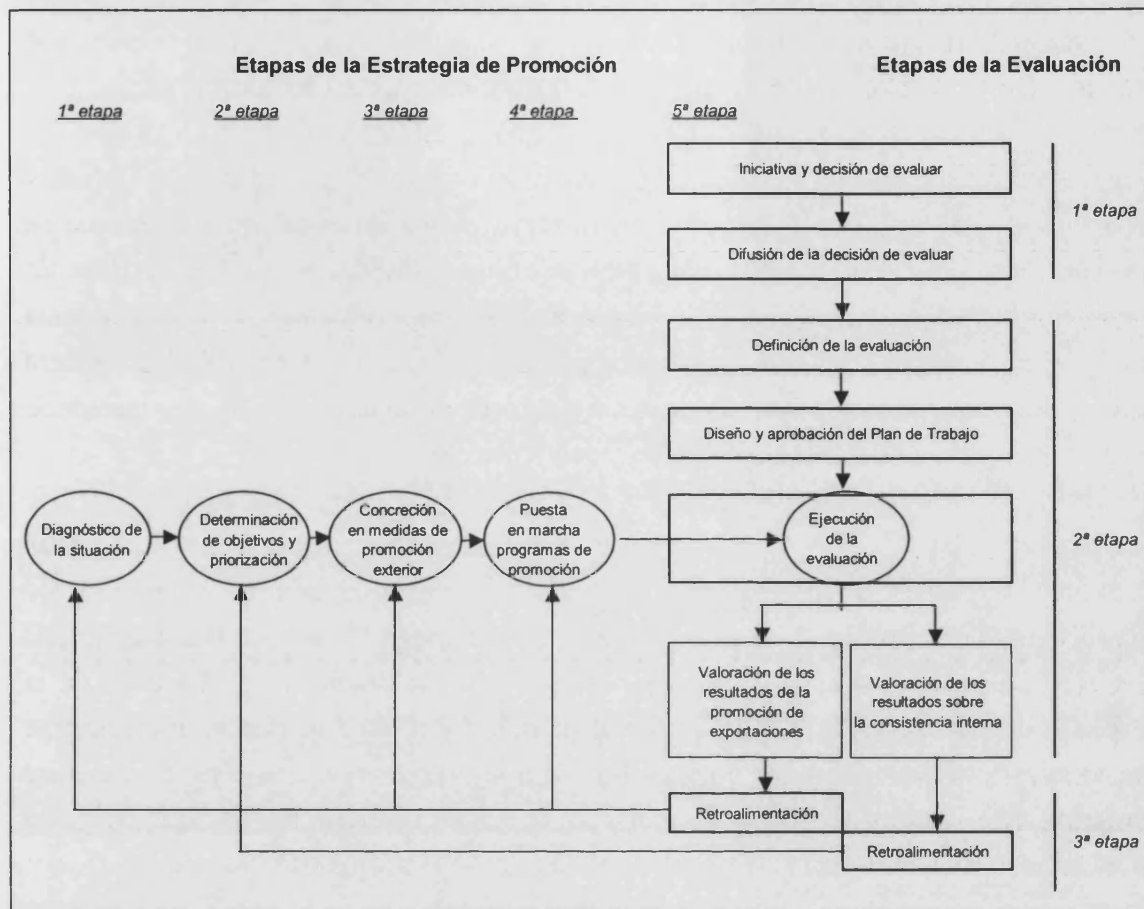 Etapas de la Estrategia de Promoción
Etapas de la Evaluación
1ª etapa
2ª etapa
3ª etapa
4ª etapa
5ª etapa
Iniciativa y decisión de evaluar
1ª etapa
Difusión de la decisión de evaluar
Definición de la evaluación
Diseño y aprobación del Plan de Trabajo
Diagnóstico de
la situación
Determinación
de objetivos y
priorización
Concreción
en medidas de
promoción
exterior
Puesta
en marcha
programas de
promoción
Ejecución
de la
evaluación
2ª etapa
Valoración de los
resultados de la
promoción de
exportaciones
Valoración de los
resultados sobre
la consistencia interna
Retroalimentación
Retroalimentación
3ª etapa